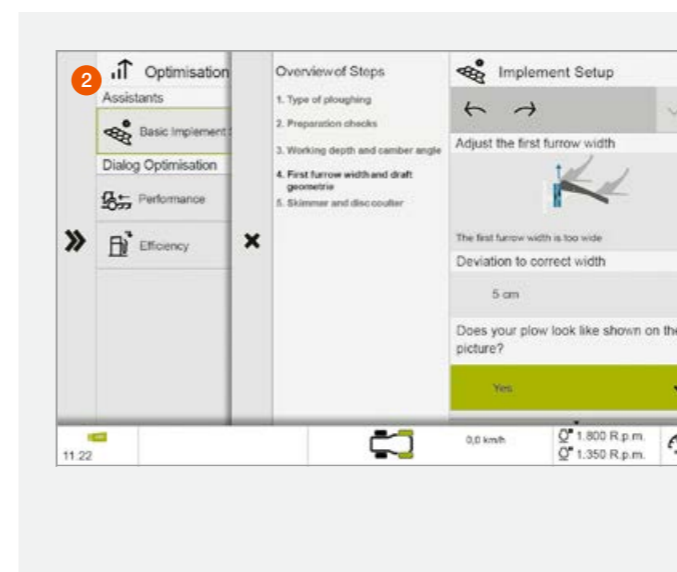 2
Optimisation
Assistants
Basic Implement
Dialog Optimisation
Performance
Efficiency
Overview of Steps
1. Type of ploughing
2. Preparation checks
3. Working depth and camber angle
4. First furrow width and draft
geometrie
5. Skimmer and disc coulter
Implement Setup
Adjust the first furrow width
The first furrow width is too wide
Deviation to correct width
5 cm
Does your plow look like shown on the
picture?
Yes
11.22
0,0 km/h
1.800 R.p.m.
1.350 R.p.m.